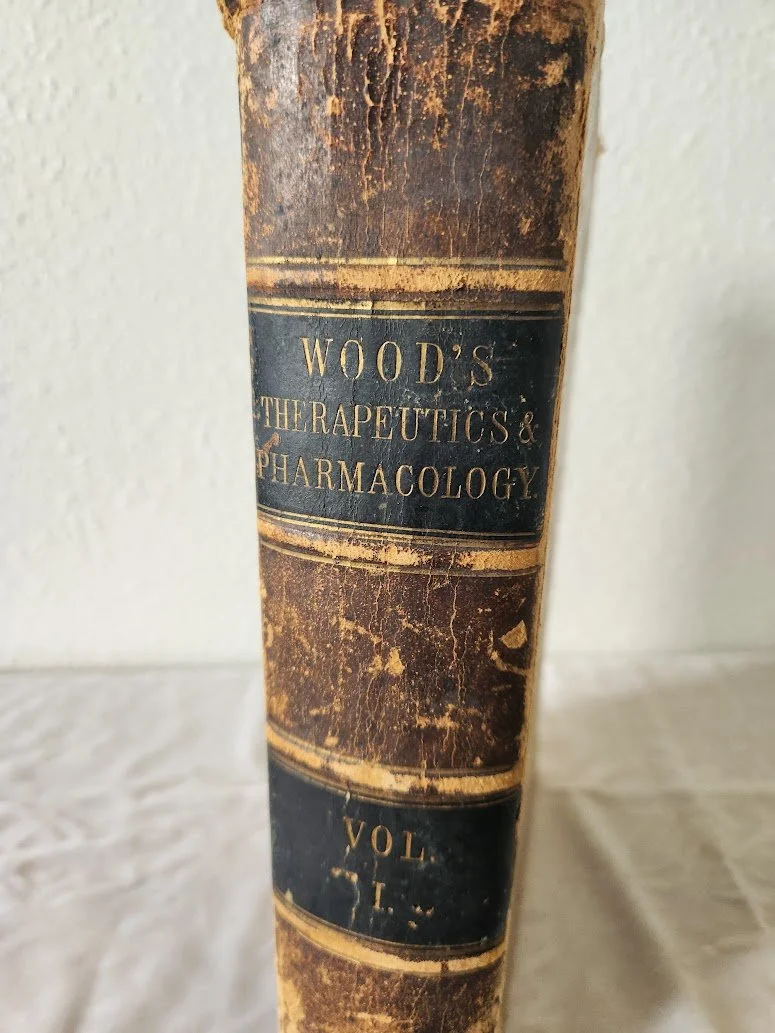 WOOD'S
THERAPEUTICS &
PHARMACOLOGY.
VOL.
I.